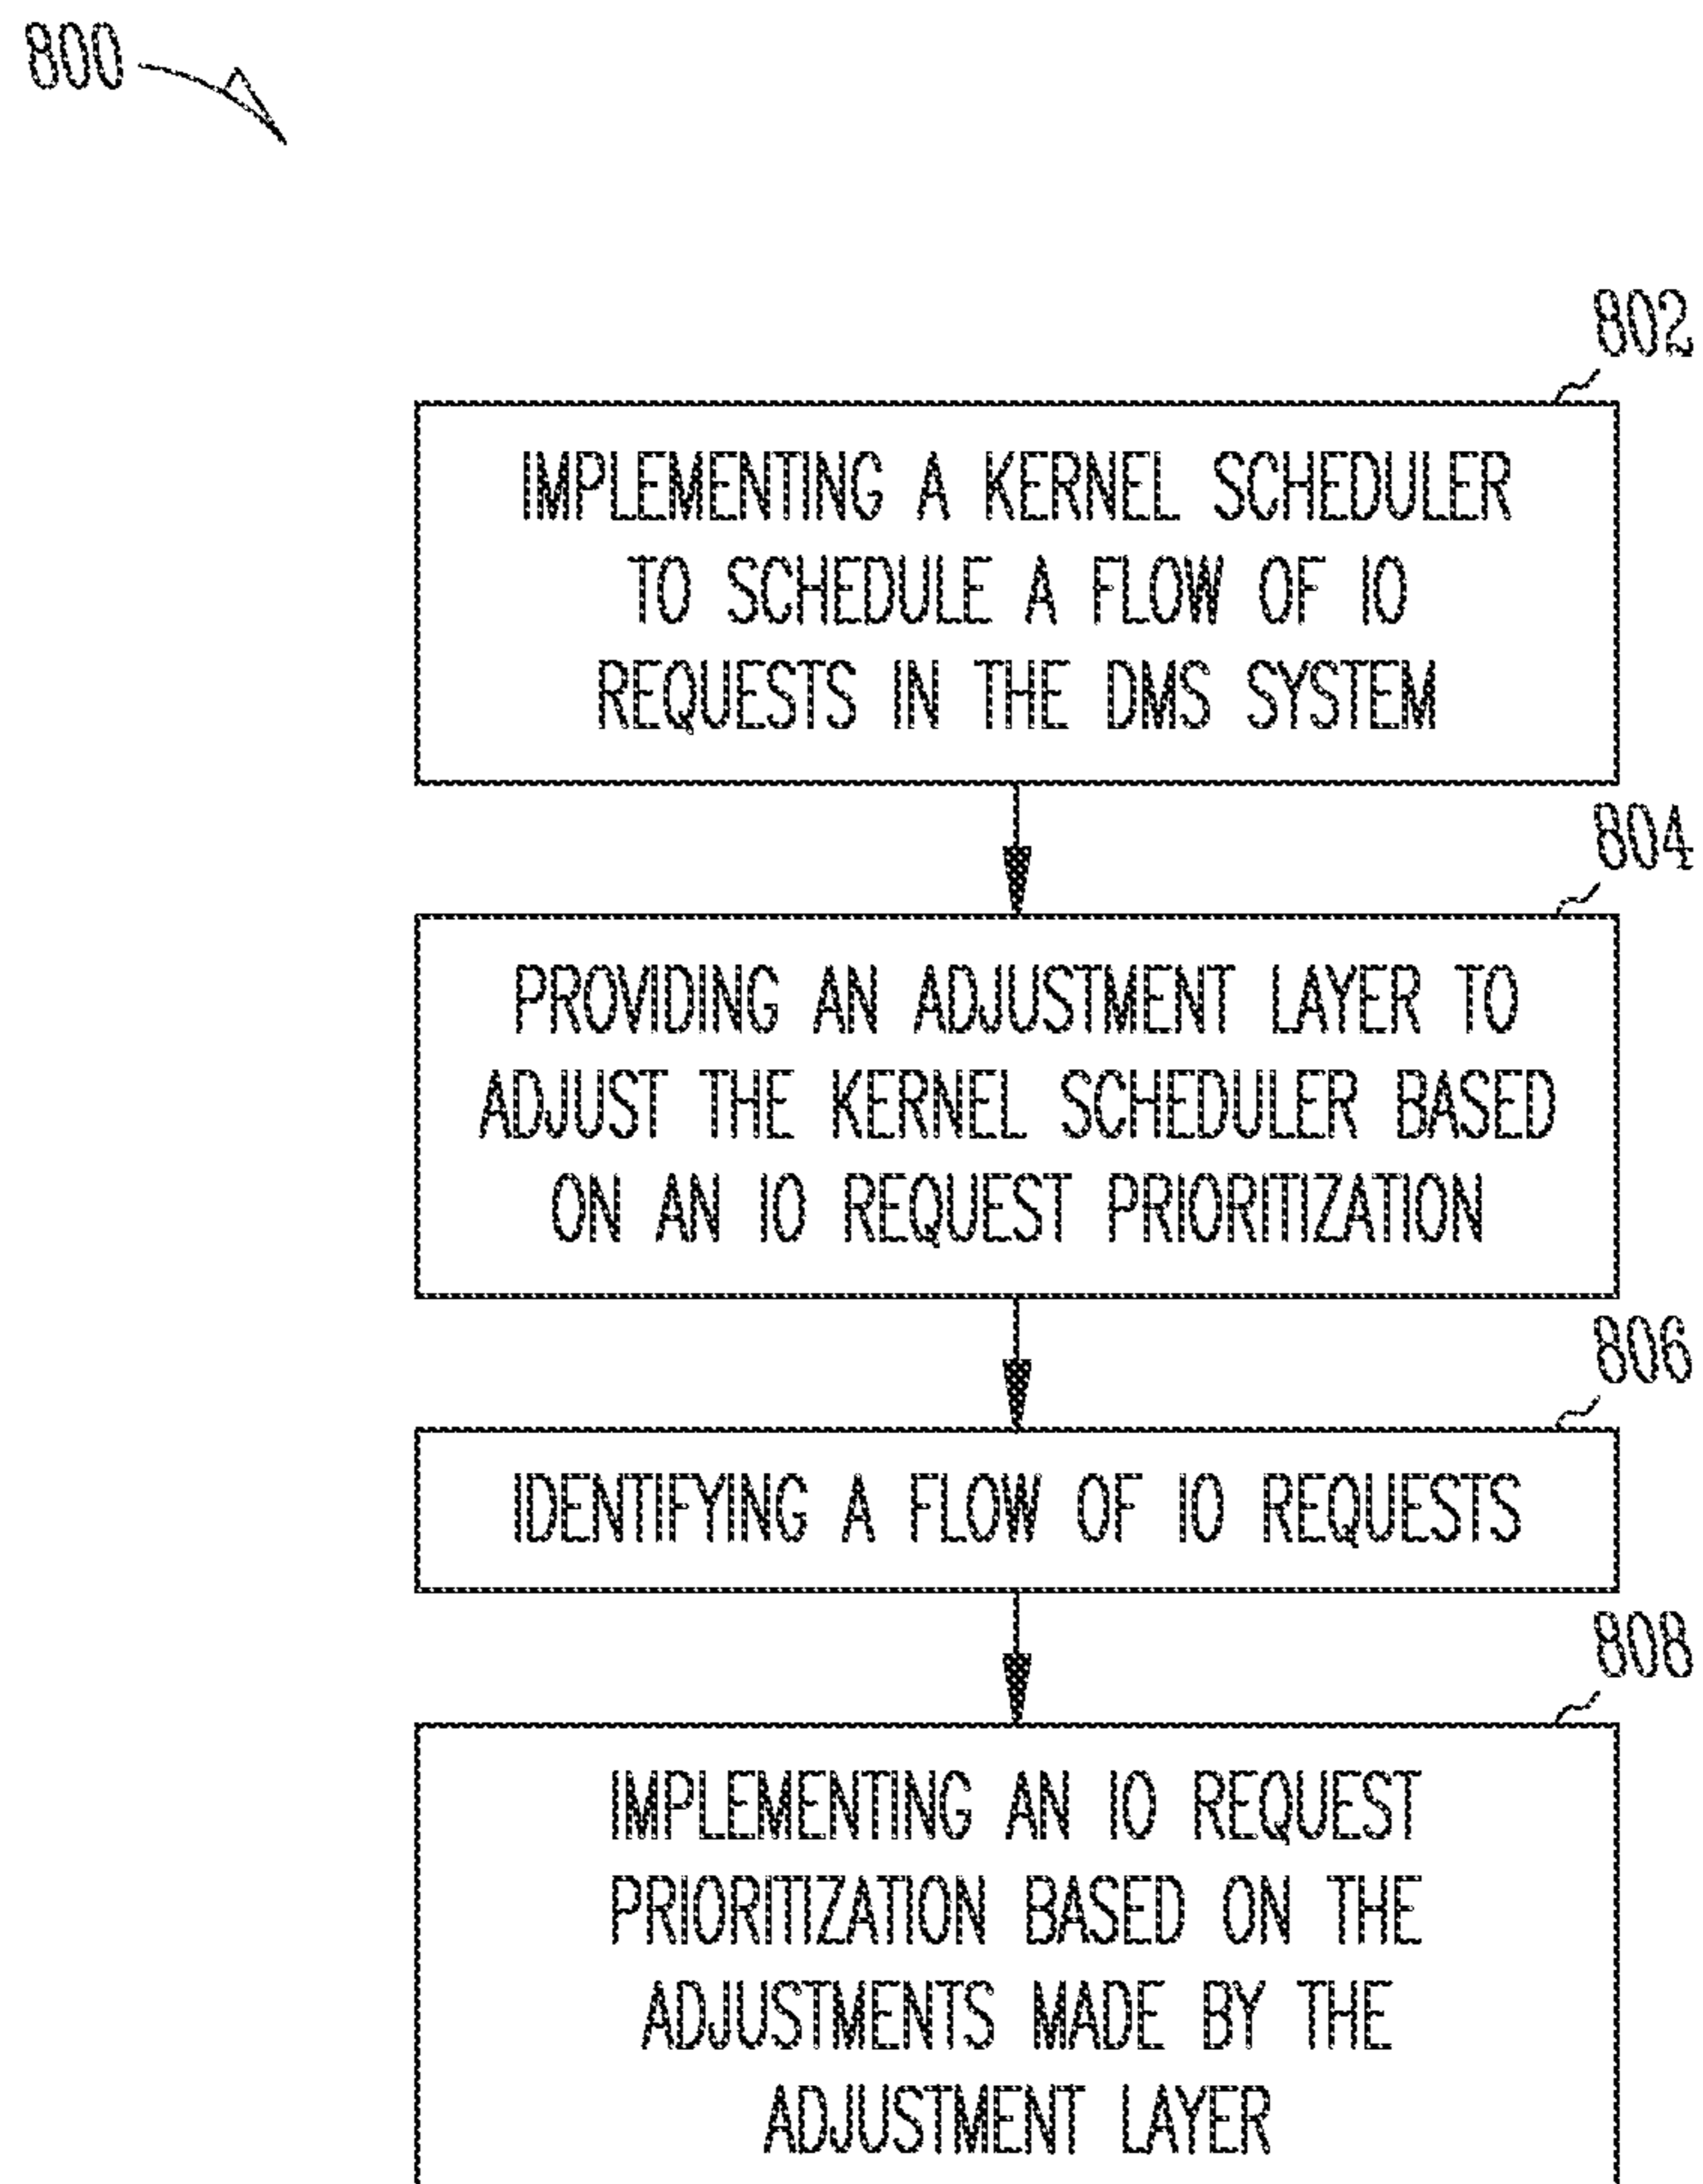 800
802
IMPLEMENTING A KERNEL SCHEDULER
TO SCHEDULE A FLOW OF IO
REQUESTS IN THE DMS SYSTEM
804
PROVIDING AN ADJUSTMENT LAYER TO
ADJUST THE KERNEL SCHEDULER BASED
ON AN IO REQUEST PRIORITIZATION
806
IDENTIFYING A FLOW OF IO REQUESTS
808
IMPLEMENTING AN IO REQUEST
PRIORITIZATION BASED ON THE
ADJUSTMENTS MADE BY THE
ADJUSTMENT LAYER